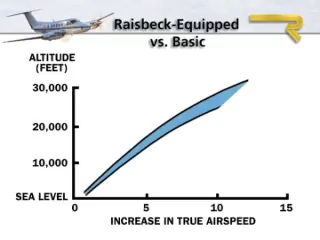 Raisbeck-Equipped
vs. Basic
ALTITUDE
(FEET)
30,000
20,000
10,000
SEA LEVEL
0 5 10 15
INCREASE IN TRUE AIRSPEED